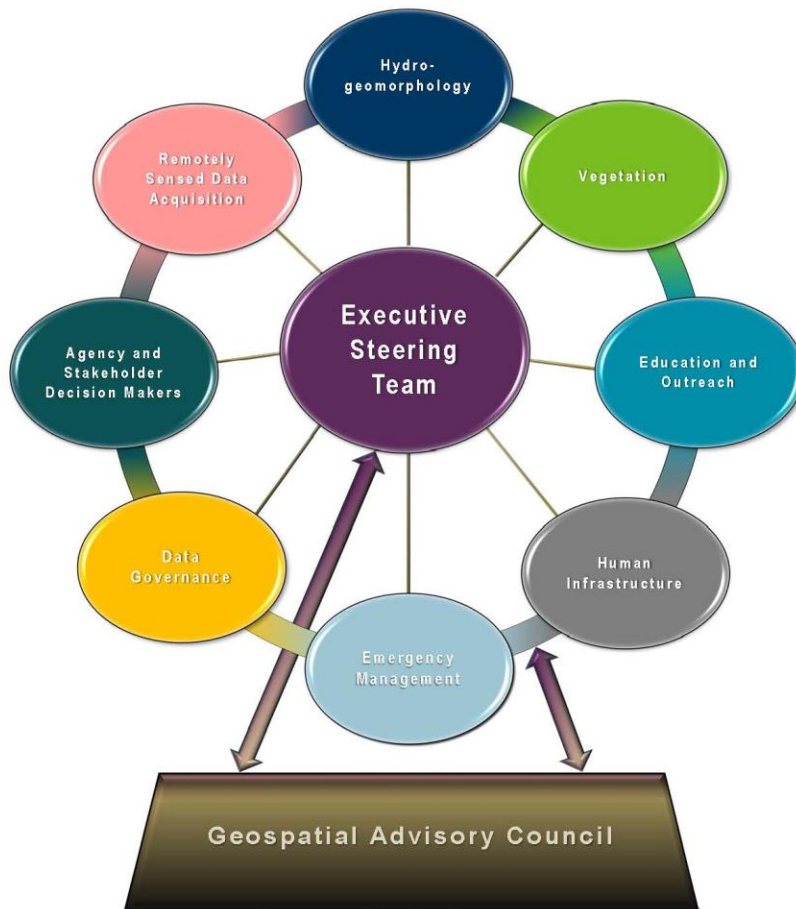 Hydro-
geomorphology
Remotely
Sensed Data
Acquisition
Vegetation
Executive
Steering
Team
Agency and
Stakeholder
Decision Makers
Education and
Outreach
Data
Governance
Human
Infrastructure
Emergency
Management
Geospatial Advisory Council